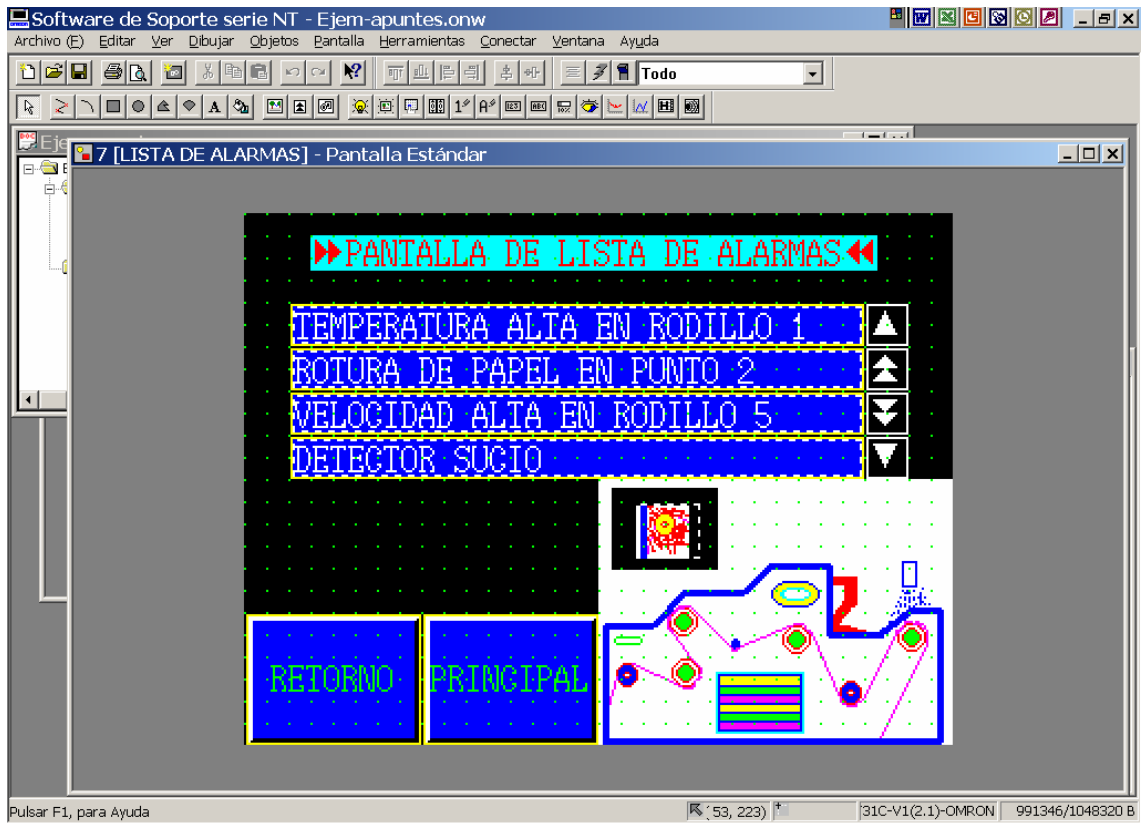 Software de Soporte serie NT - Ejem-apuntes.onw
Archivo (F) Editar Ver Dibujar Objetos Pantalla Herramientas Conectar Ventana Ayuda
Todo
Eje
7 [LISTA DE ALARMAS] - Pantalla Estándar
PANTALLA DE LISTA DE ALARMAS
TEMPERATURA ALTA EN RODILLO 1
ROTURA DE PAPEL EN PUNTO 2
VELOCIDAD ALTA EN RODILLO 5
DETECTOR SUCIO
RETORNO PRINCIPAL
Pulsar F1, para Ayuda
53, 223)
31C-V1(2.1)-OMRON
991346/1048320 B